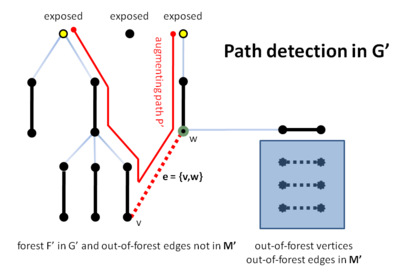 exposed exposed exposed
Path detection in G’
augmenting path P’
w
e = {v,w}
v
forest F’ in G’ and out-of-forest edges not in M’
out-of-forest vertices
out-of-forest edges in M’